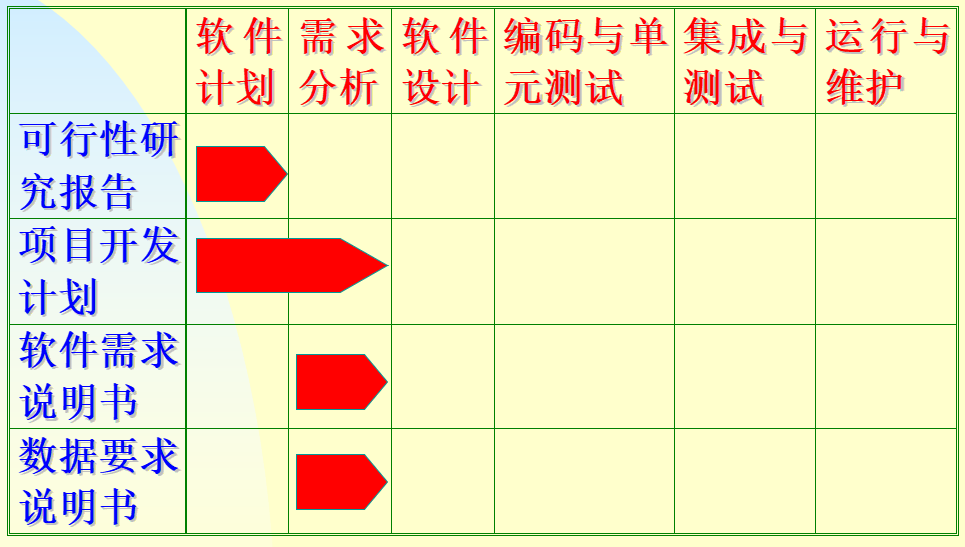 软件 需求 软件 编码与单 集成与 运行与
计划 分析 设计 元测试 测试 维护
可行性研
究报告
项目开发
计划
软件需求
说明书
数据要求
说明书